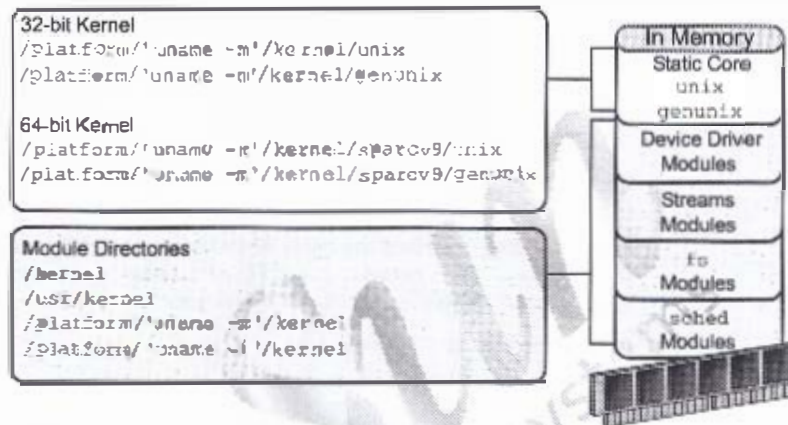 32-bit Kernel
/platform/'uname -m'/kernel/unix
/platform/'uname -m'/kernel/genunix
64-bit Kernel
/platform/'uname -m'/kernel/sparcv9/unix
/platform/'uname -m'/kernel/sparcv9/genunix
Module Directories
/kernel
/usr/kernel
/platform/'uname -m'/kernel
/platform/'uname -i'/kernel
In Memory
Static Core
unix
genunix
Device Driver
Modules
Streams
Modules
fs
Modules
sched
Modules